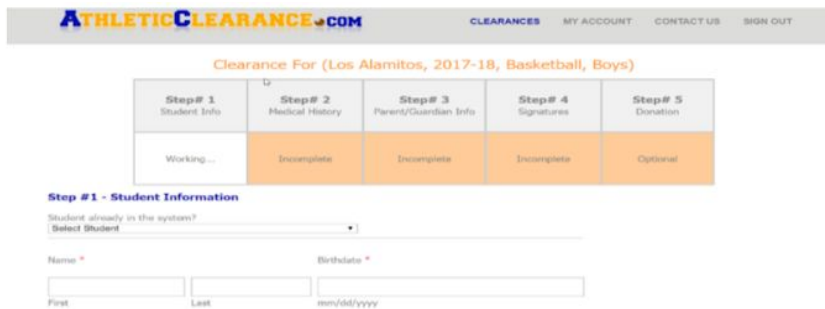 ATHLETICCLEARANCE.COM
CLEARANCES MY ACCOUNT CONTACT US SIGN OUT
Clearance For (Los Alamitos, 2017-18, Basketball, Boys)
Step# 1 Step# 2 Step# 3 Step# 4 Step# 5
Student Info Medical History Parent/Guardian Info Signatures Donation
Working... Incomplete Incomplete Incomplete Optional
Step #1 - Student Information
Student already in the system?
Select Student
Name * Birthdate *
First Last mm/dd/yyyy